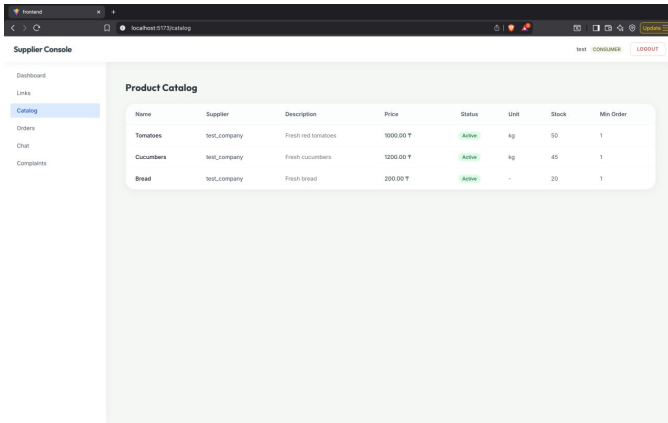 frontend
localhost:5173/catalog
Update
Supplier Console
test CONSUMER LOGOUT
Dashboard
Links
Catalog
Orders
Chat
Complaints
Product Catalog
Name Supplier Description Price Status Unit Stock Min Order
Tomatoes test_company Fresh red tomatoes 1000.00 ₸ Active kg 50 1
Cucumbers test_company Fresh cucumbers 1200.00 ₸ Active kg 45 1
Bread test_company Fresh bread 200.00 ₸ Active - 20 1